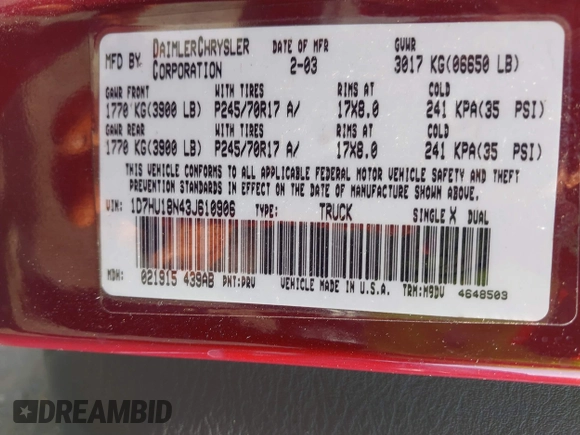 MFD BY DAIMLERCHRYSLER CORPORATION DATE OF MFR 2-03 GVWR 3017 KG(06650 LB)
GAWR FRONT WITH TIRES RIMS AT COLD
1770 KG(3900 LB) P245/70R17 A/ 17X8.0 241 KPA(35 PSI)
GAWR REAR WITH TIRES RIMS AT COLD
1770 KG(3900 LB) P245/70R17 A/ 17X8.0 241 KPA(35 PSI)
THIS VEHICLE CONFORMS TO ALL APPLICABLE FEDERAL MOTOR VEHICLE SAFETY AND THEFT
PREVENTION STANDARDS IN EFFECT ON THE DATE OF MANUFACTURE SHOWN ABOVE.
VIN: 1D7HU18N43J610906 TYPE: TRUCK SINGLE X DUAL
MDH: 021915 439AB PNT:PRV VEHICLE MADE IN U.S.A. TRM:M9DV 4648503
DREAMBID